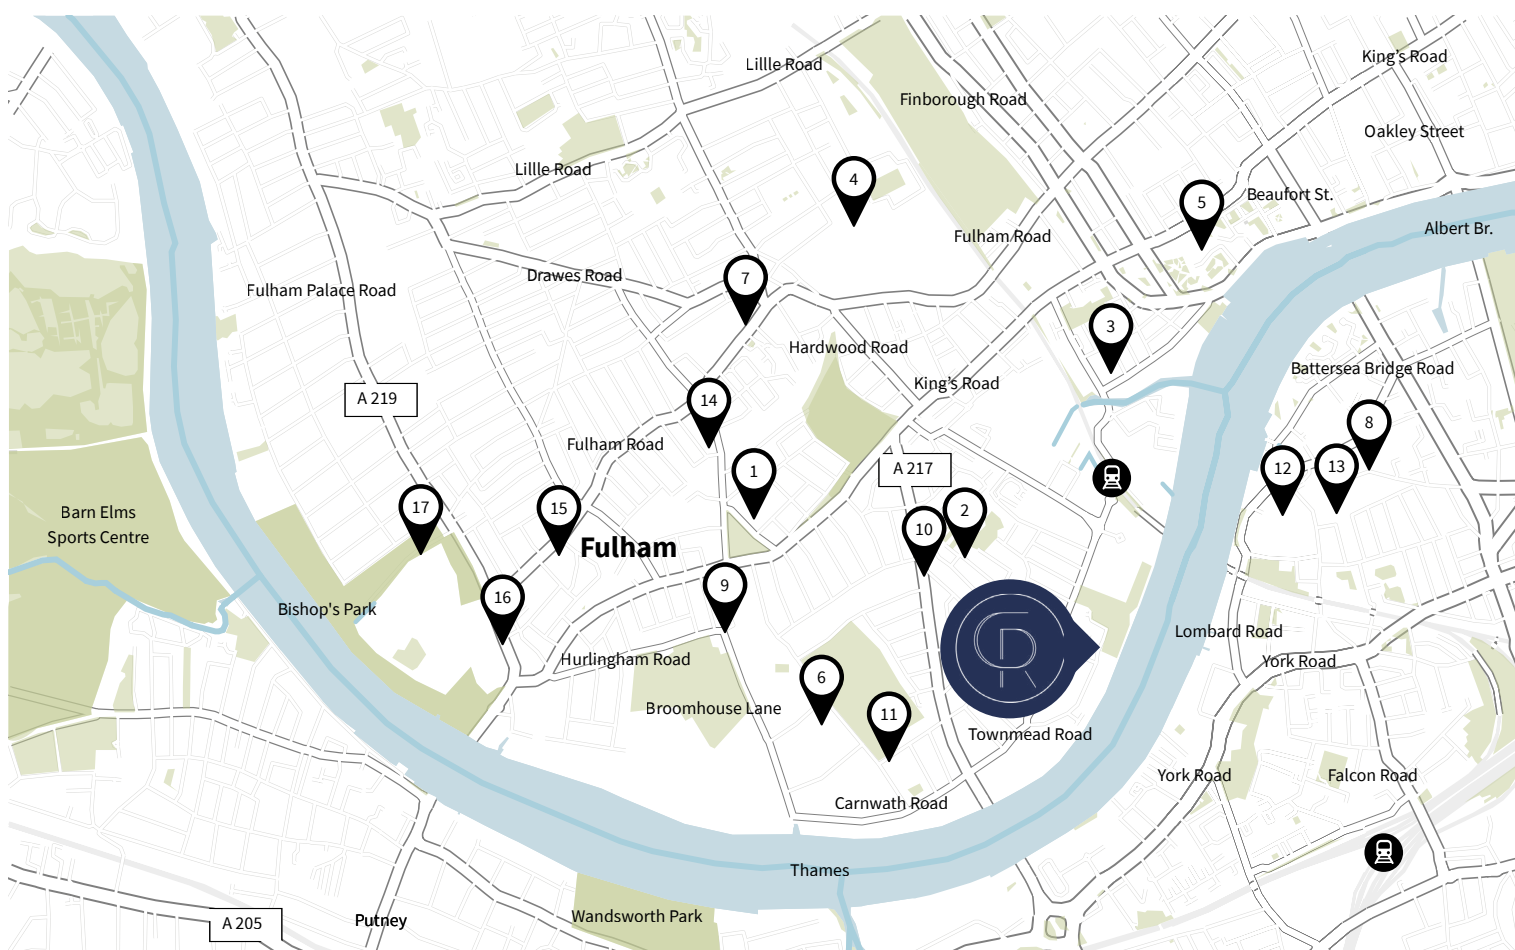 King's Road
Lillle Road
Finborough Road
Oakley Street
Lillle Road
4
5
Beaufort St.
Albert Br.
Fulham Road
Drawes Road
7
Fulham Palace Road
3
Hardwood Road
Battersea Bridge Road
King's Road
A 219
14
8
Fulham Road
1
A 217
12
13
17
15
2
10
Barn Elms
Sports Centre
Fulham
9
16
Bishop's Park
Lombard Road
Hurlingham Road
York Road
6
Broomhouse Lane
11
Townmead Road
York Road
Falcon Road
Carnwath Road
Thames
Wandsworth Park
Putney
A 205